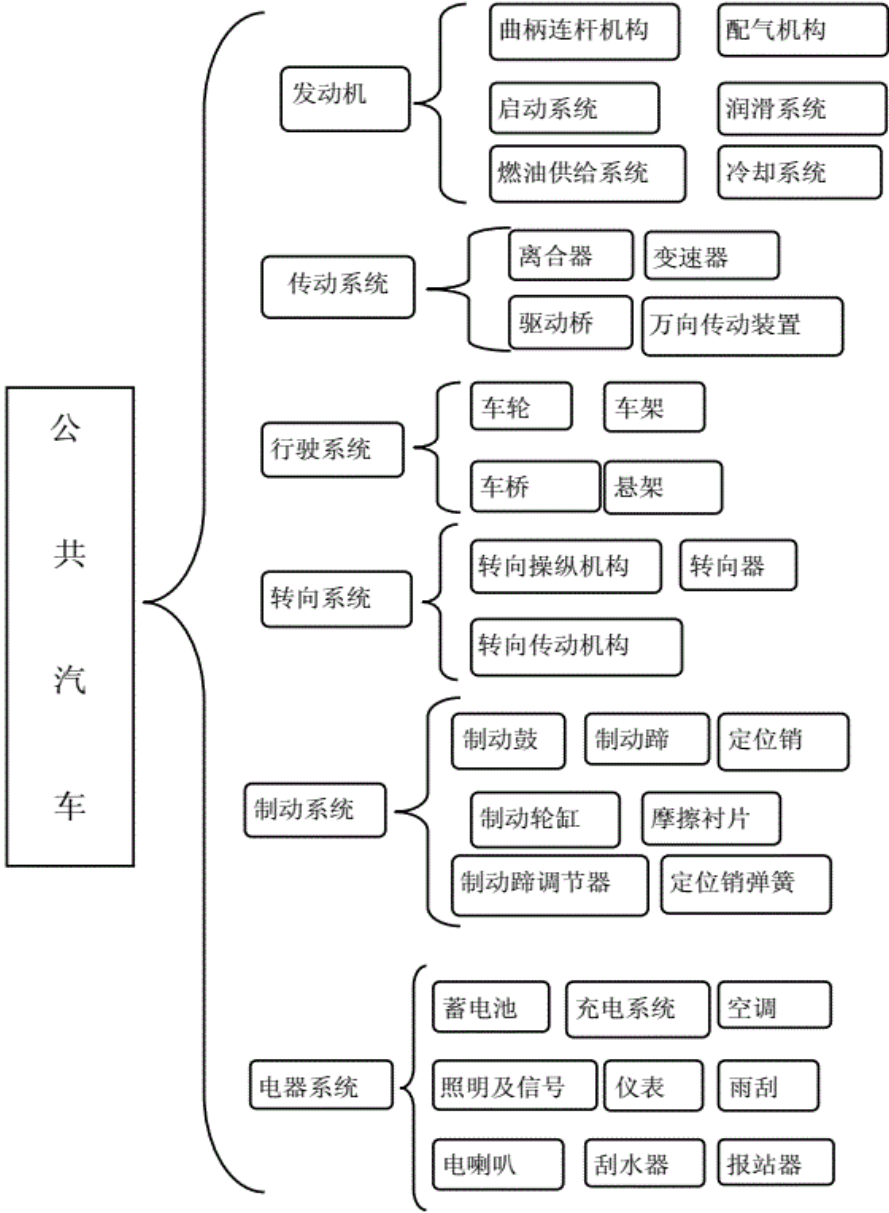 公共汽车
发动机
曲柄连杆机构
配气机构
启动系统
润滑系统
燃油供给系统
冷却系统
传动系统
离合器
变速器
驱动桥
万向传动装置
行驶系统
车轮
车架
车桥
悬架
转向系统
转向操纵机构
转向器
转向传动机构
制动系统
制动鼓
制动蹄
定位销
制动轮缸
摩擦衬片
制动蹄调节器
定位销弹簧
电器系统
蓄电池
充电系统
空调
照明及信号
仪表
雨刮
电喇叭
刮水器
报站器